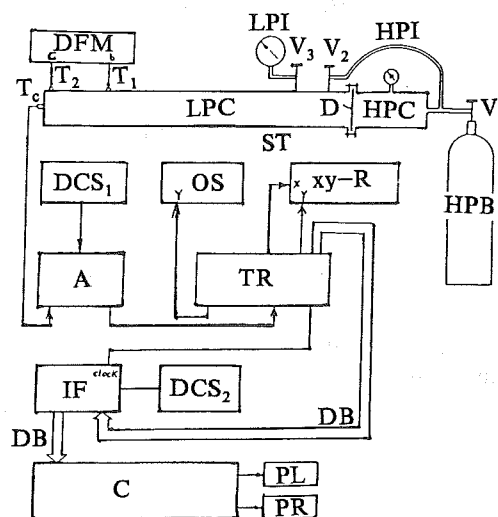 LPI
V3 V2 HPI
DFM
c b
T2 T1
Tc
LPC
D HPC
V
ST
HPB
DCS1
OS
Y
x y xy-R
A
TR
clock
IF
DCS2
DB
DB
C
PL
PR